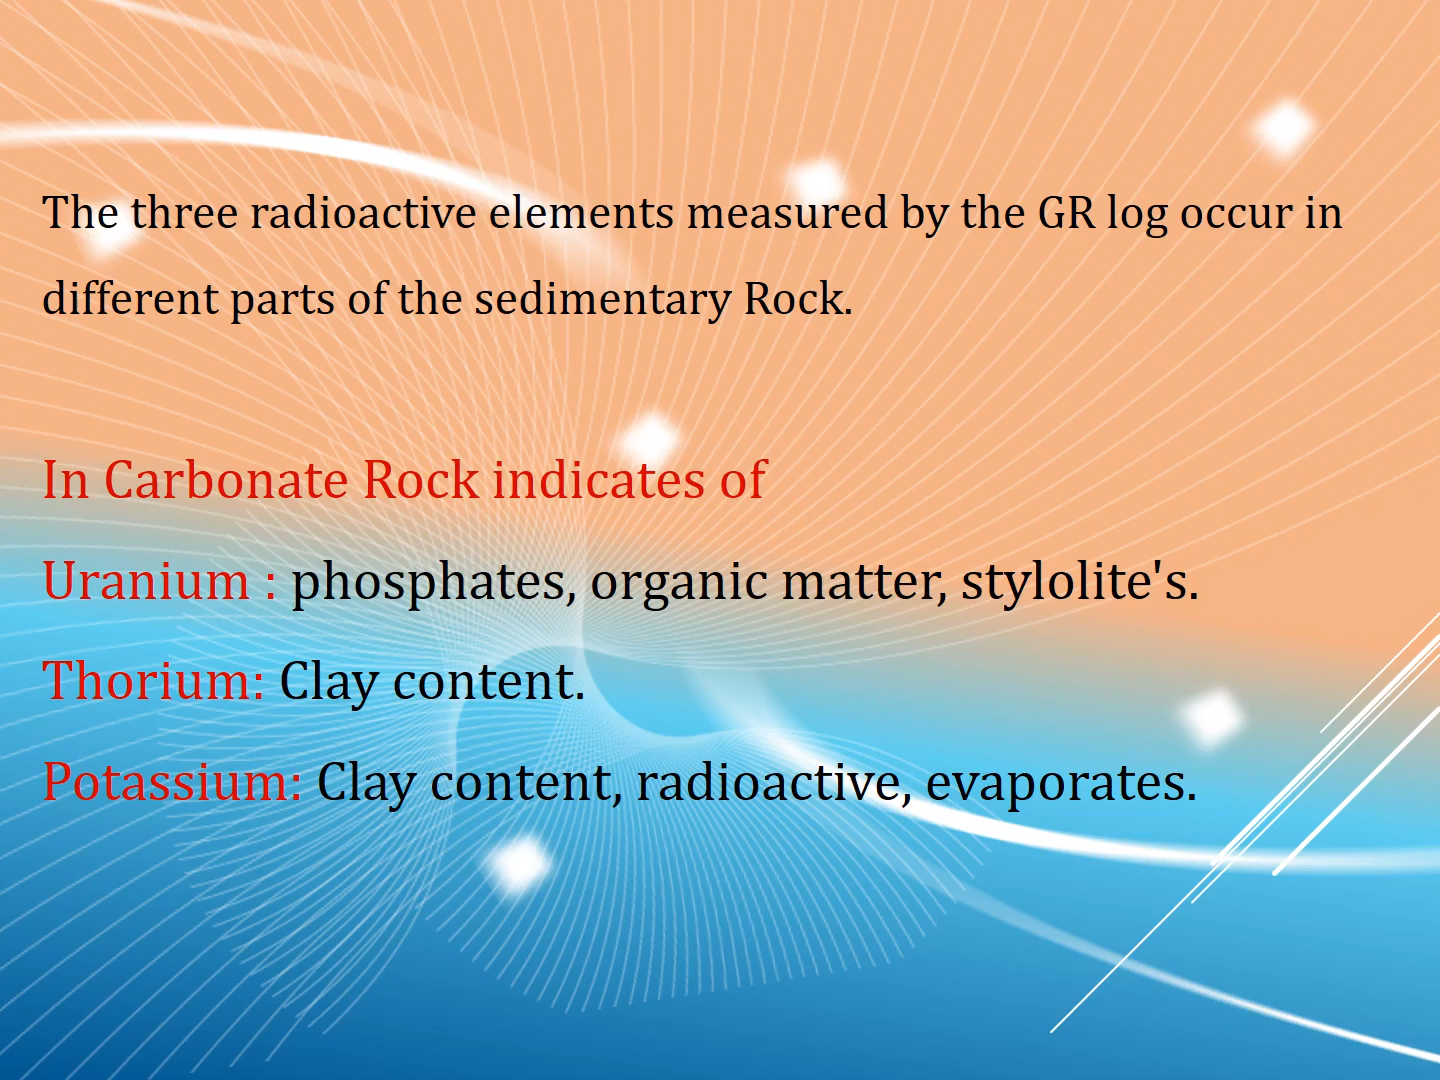 The three radioactive elements measured by the GR log occur in
different parts of the sedimentary Rock.
In Carbonate Rock indicates of
Uranium : phosphates, organic matter, stylolite's.
Thorium: Clay content.
Potassium: Clay content, radioactive, evaporates.